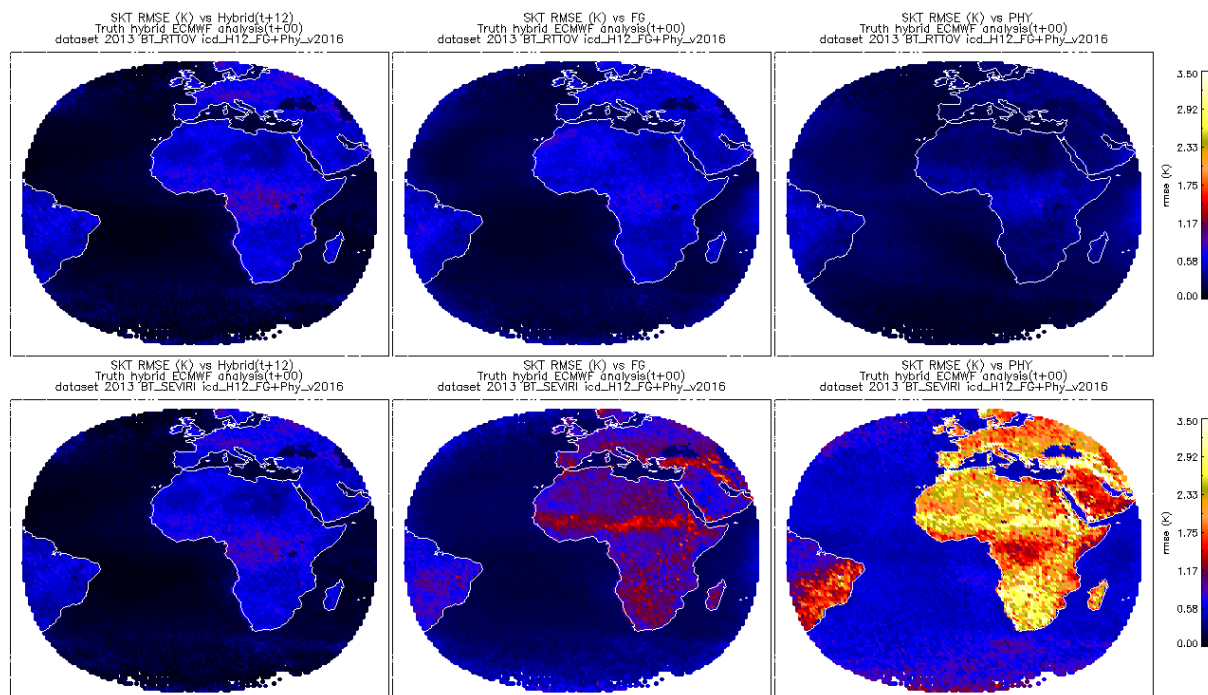 SKT RMSE (K) vs Hybrid(t+12)
Truth hybrid ECMWF analysis(t+00)
dataset 2013 BT_RTTOV icd_H12_FG+Phy_v2016
SKT RMSE (K) vs FG
Truth hybrid ECMWF analysis(t+00)
dataset 2013 BT_RTTOV icd_H12_FG+Phy_v2016
SKT RMSE (K) vs PHY
Truth hybrid ECMWF analysis(t+00)
dataset 2013 BT_RTTOV icd_H12_FG+Phy_v2016
3.50
2.92
2.33
1.75
1.17
0.58
0.00
rmse (K)
SKT RMSE (K) vs Hybrid(t+12)
Truth hybrid ECMWF analysis(t+00)
dataset 2013 BT_SEVIRI icd_H12_FG+Phy_v2016
SKT RMSE (K) vs FG
Truth hybrid ECMWF analysis(t+00)
dataset 2013 BT_SEVIRI icd_H12_FG+Phy_v2016
SKT RMSE (K) vs PHY
Truth hybrid ECMWF analysis(t+00)
dataset 2013 BT_SEVIRI icd_H12_FG+Phy_v2016
3.50
2.92
2.33
1.75
1.17
0.58
0.00
rmse (K)